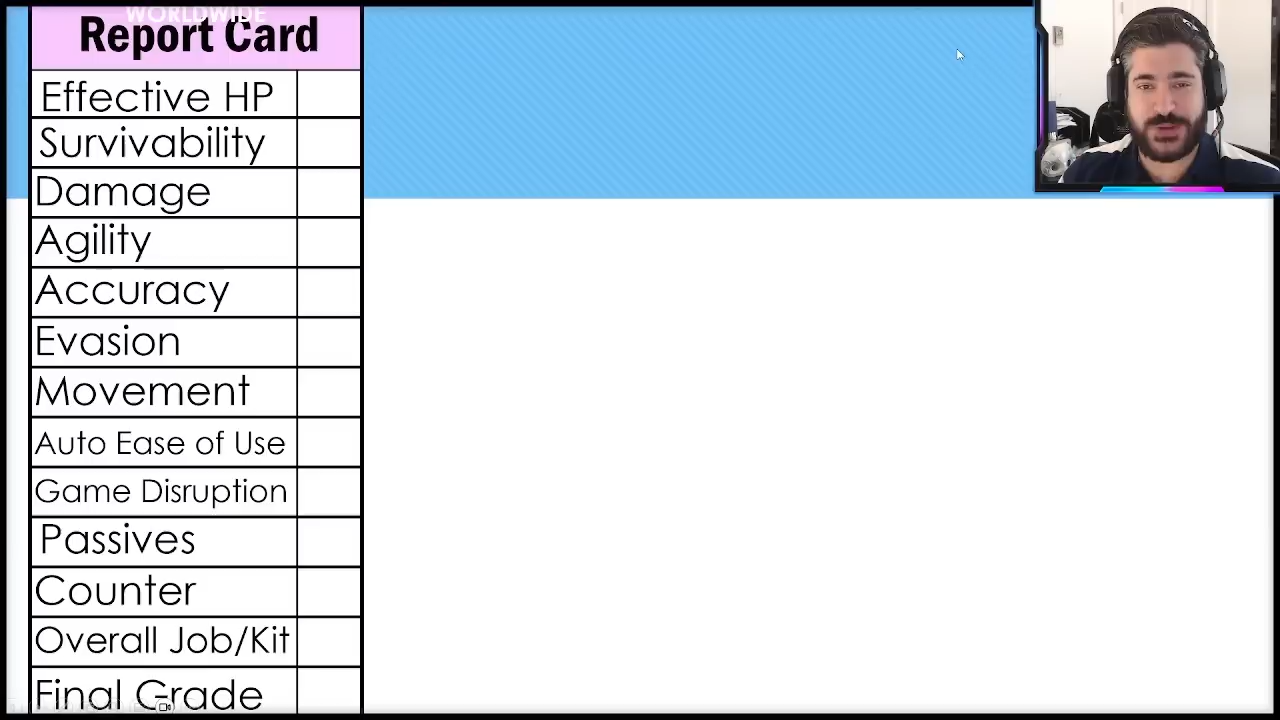 WORLDWIDE
Report Card
Effective HP
Survivability
Damage
Agility
Accuracy
Evasion
Movement
Auto Ease of Use
Game Disruption
Passives
Counter
Overall Job/Kit
Final Grade